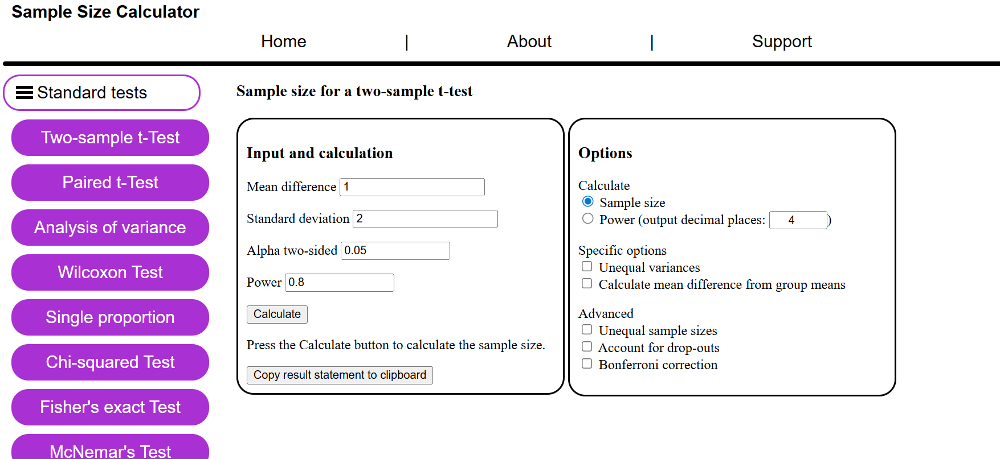 Sample Size Calculator
Home | About | Support
Standard tests
Two-sample t-Test
Paired t-Test
Analysis of variance
Wilcoxon Test
Single proportion
Chi-squared Test
Fisher's exact Test
McNemar's Test
Sample size for a two-sample t-test
Input and calculation
Mean difference 1
Standard deviation 2
Alpha two-sided 0.05
Power 0.8
Calculate
Press the Calculate button to calculate the sample size.
Copy result statement to clipboard
Options
Calculate
Sample size
Power (output decimal places: 4)
Specific options
Unequal variances
Calculate mean difference from group means
Advanced
Unequal sample sizes
Account for drop-outs
Bonferroni correction